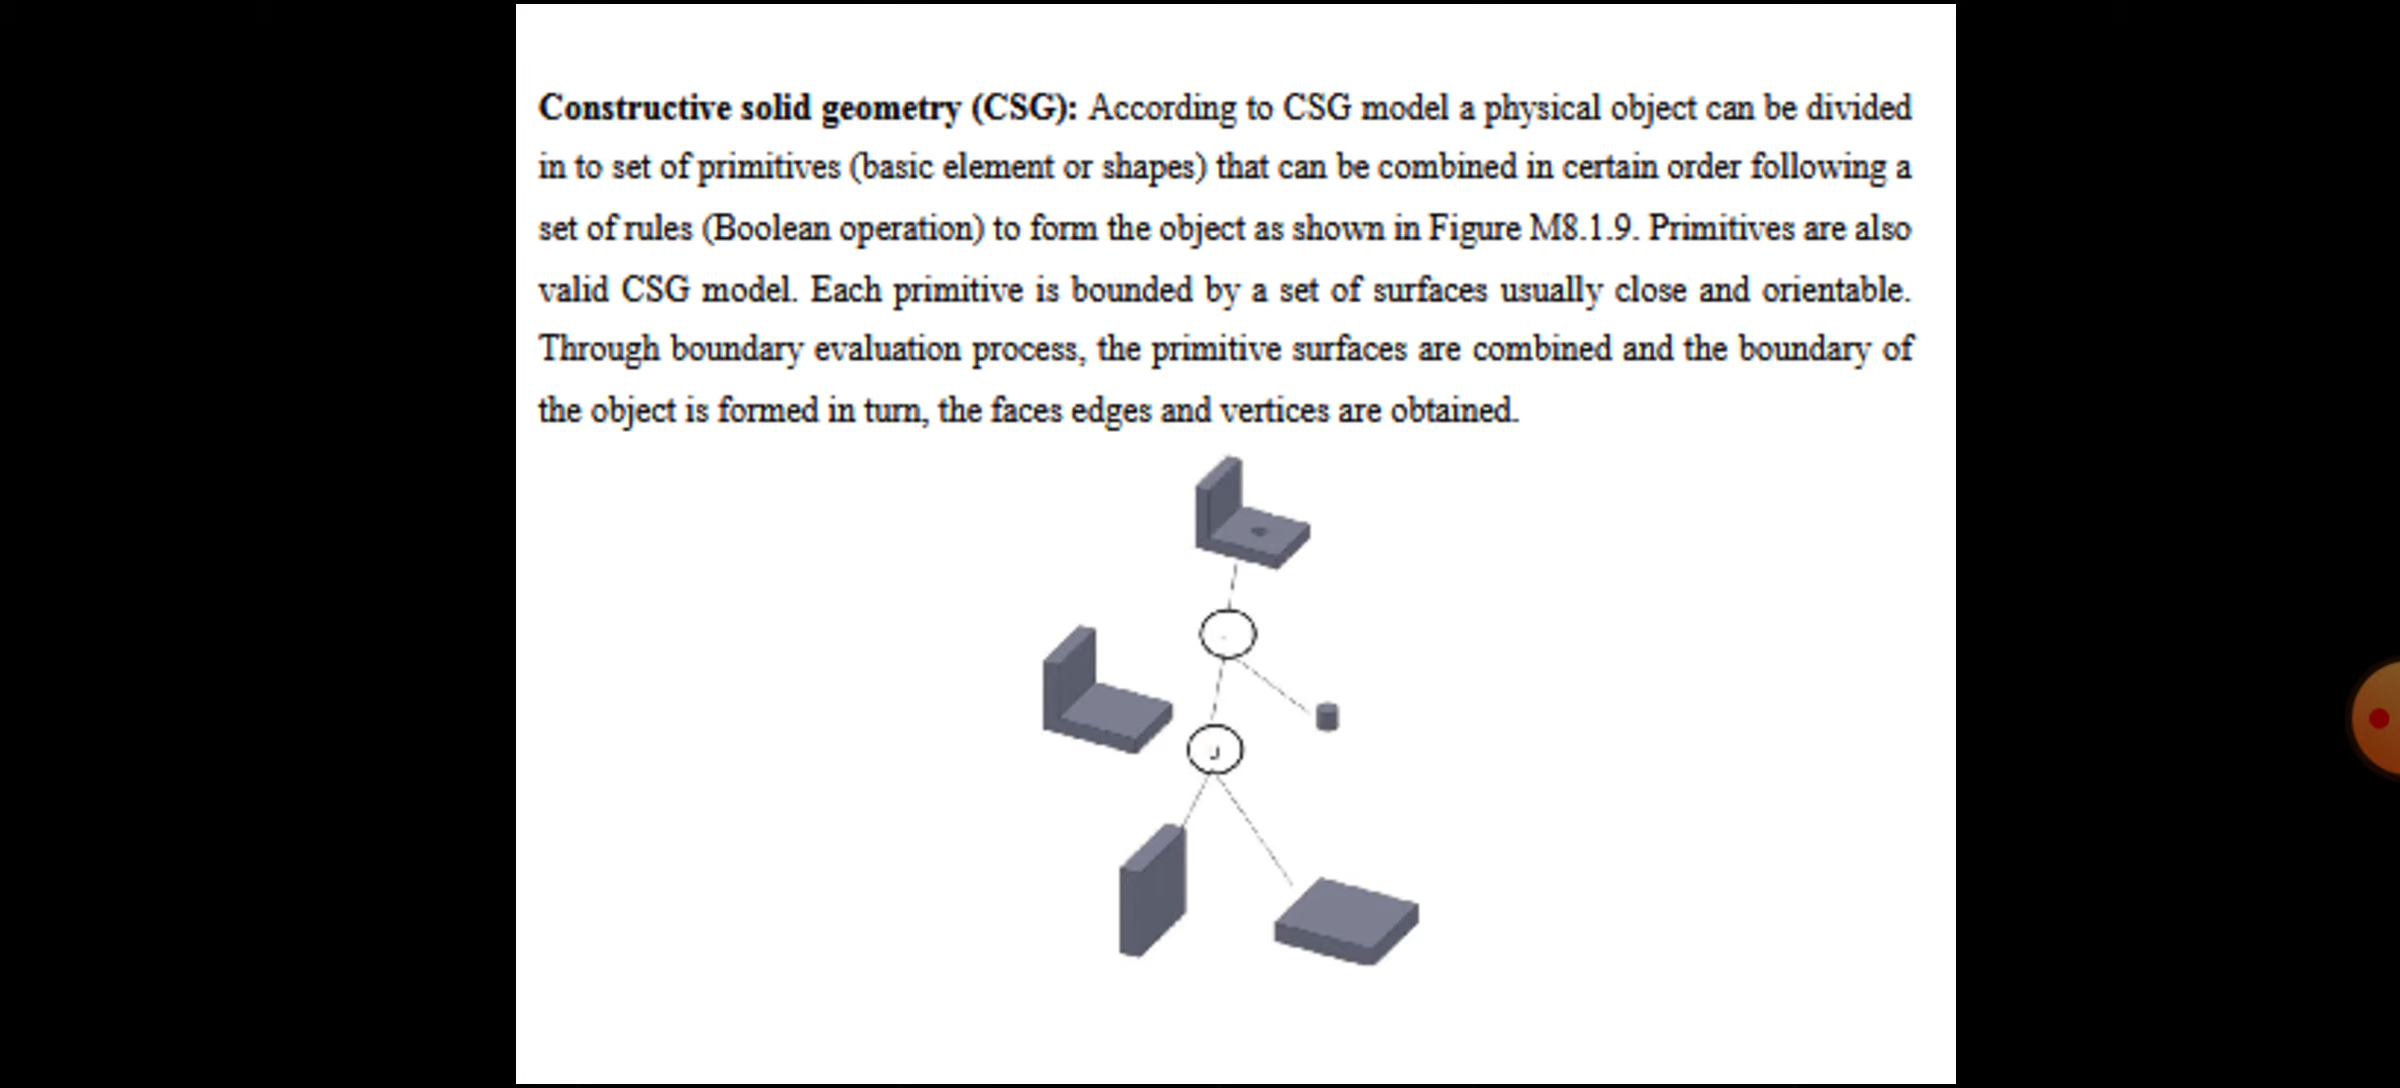 Constructive solid geometry (CSG): According to CSG model a physical object can be divided
in to set of primitives (basic element or shapes) that can be combined in certain order following a
set of rules (Boolean operation) to form the object as shown in Figure M8.1.9. Primitives are also
valid CSG model. Each primitive is bounded by a set of surfaces usually close and orientable.
Through boundary evaluation process, the primitive surfaces are combined and the boundary of
the object is formed in turn, the faces edges and vertices are obtained.